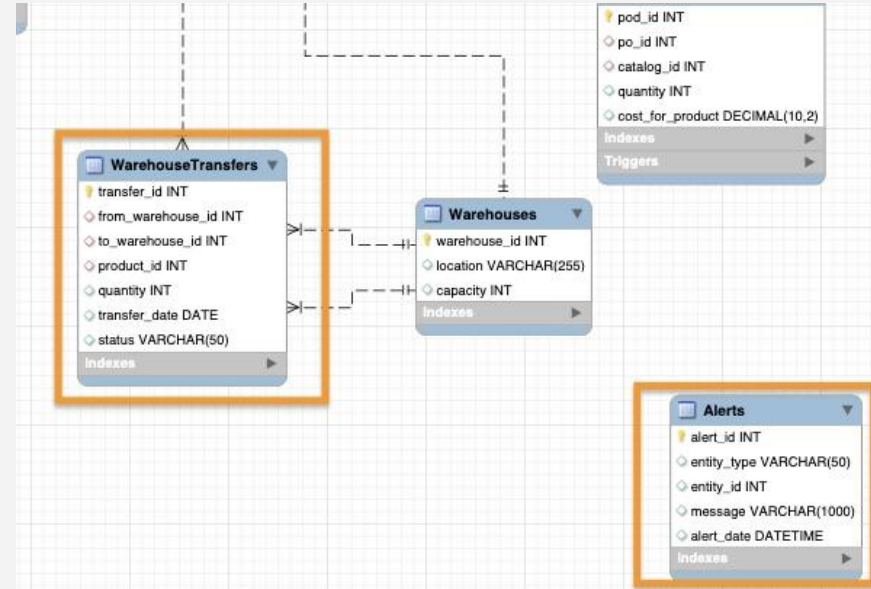 pod_id INT
po_id INT
catalog_id INT
quantity INT
cost_for_product DECIMAL(10,2)
Indexes
Triggers
WarehouseTransfers
transfer_id INT
from_warehouse_id INT
to_warehouse_id INT
product_id INT
quantity INT
transfer_date DATE
status VARCHAR(50)
Indexes
Warehouses
warehouse_id INT
location VARCHAR(255)
capacity INT
Indexes
Alerts
alert_id INT
entity_type VARCHAR(50)
entity_id INT
message VARCHAR(1000)
alert_date DATETIME
Indexes